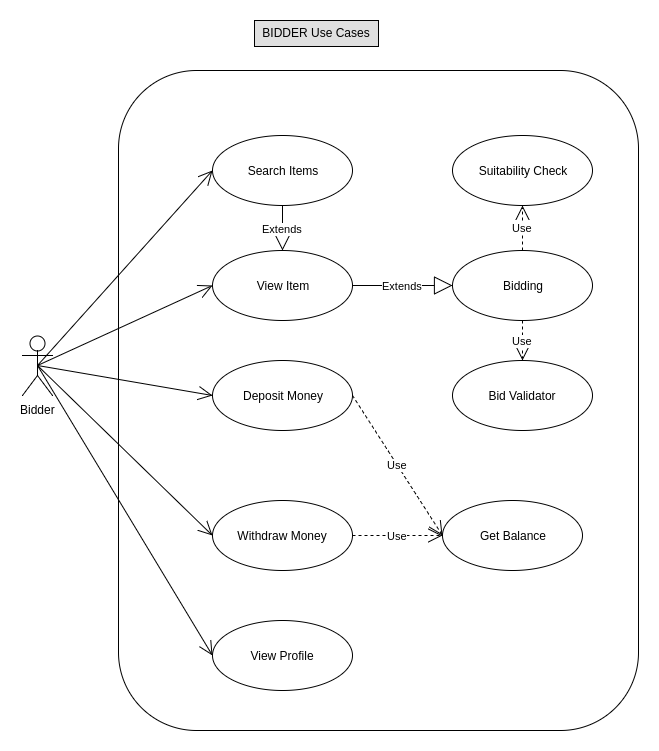 BIDDER Use Cases
Search Items
Suitability Check
Extends
Use
View Item
Extends
Bidding
Use
Bidder
Deposit Money
Bid Validator
Use
Withdraw Money
Use
Get Balance
View Profile